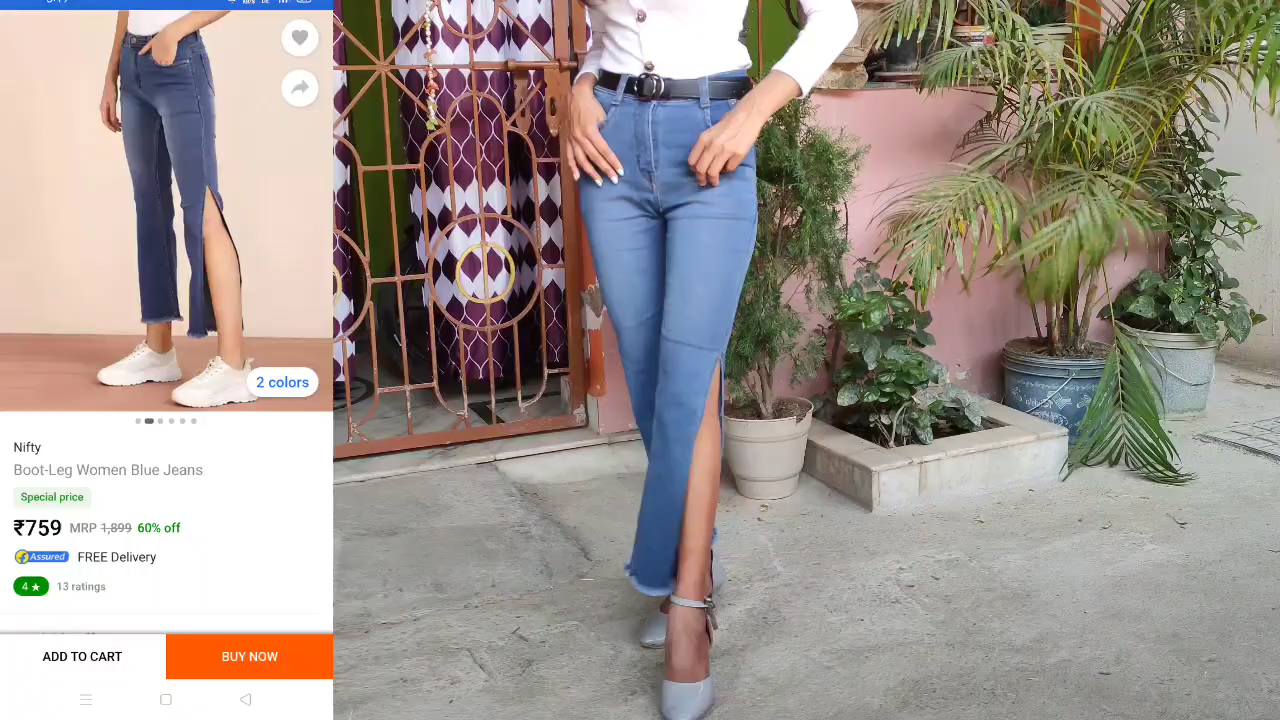 2 colors
Nifty
Boot-Leg Women Blue Jeans
Special price
₹759 MRP 1,899 60% off
Assured FREE Delivery
4 ★ 13 ratings
ADD TO CART BUY NOW